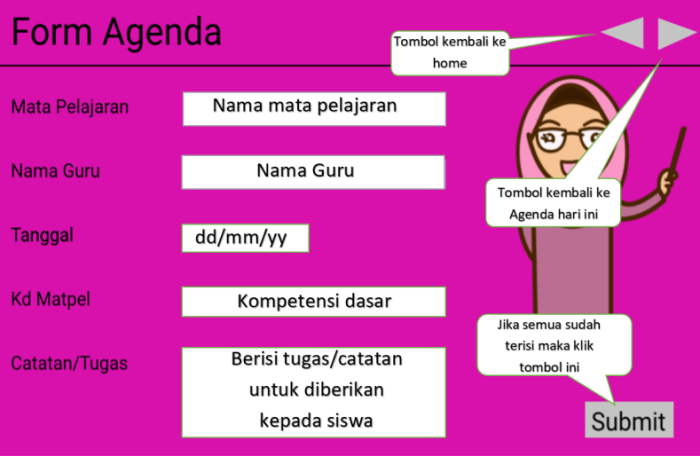 Form Agenda
Tombol kembali ke
home
Mata Pelajaran
Nama mata pelajaran
Nama Guru
Nama Guru
Tombol kembali ke
Agenda hari ini
Tanggal
dd/mm/yy
Kd Matpel
Kompetensi dasar
Jika semua sudah
terisi maka klik
tombol ini
Catatan/Tugas
Berisi tugas/catatan
untuk diberikan
kepada siswa
Submit